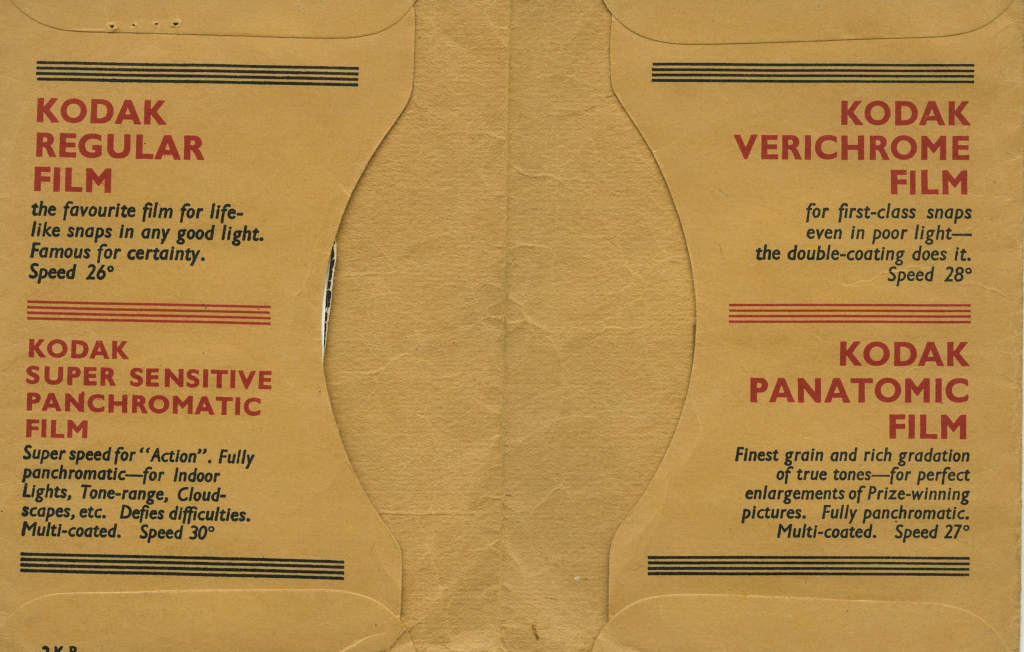 KODAK
REGULAR
FILM
the favourite film for life-
like snaps in any good light.
Famous for certainty.
Speed 26°
KODAK
SUPER SENSITIVE
PANCHROMATIC
FILM
Super speed for "Action". Fully
panchromatic—for Indoor
Lights, Tone-range, Cloud-
scapes, etc. Defies difficulties.
Multi-coated. Speed 30°
KODAK
VERICHROME
FILM
for first-class snaps
even in poor light—
the double-coating does it.
Speed 28°
KODAK
PANATOMIC
FILM
Finest grain and rich gradation
of true tones—for perfect
enlargements of Prize-winning
pictures. Fully panchromatic.
Multi-coated. Speed 27°